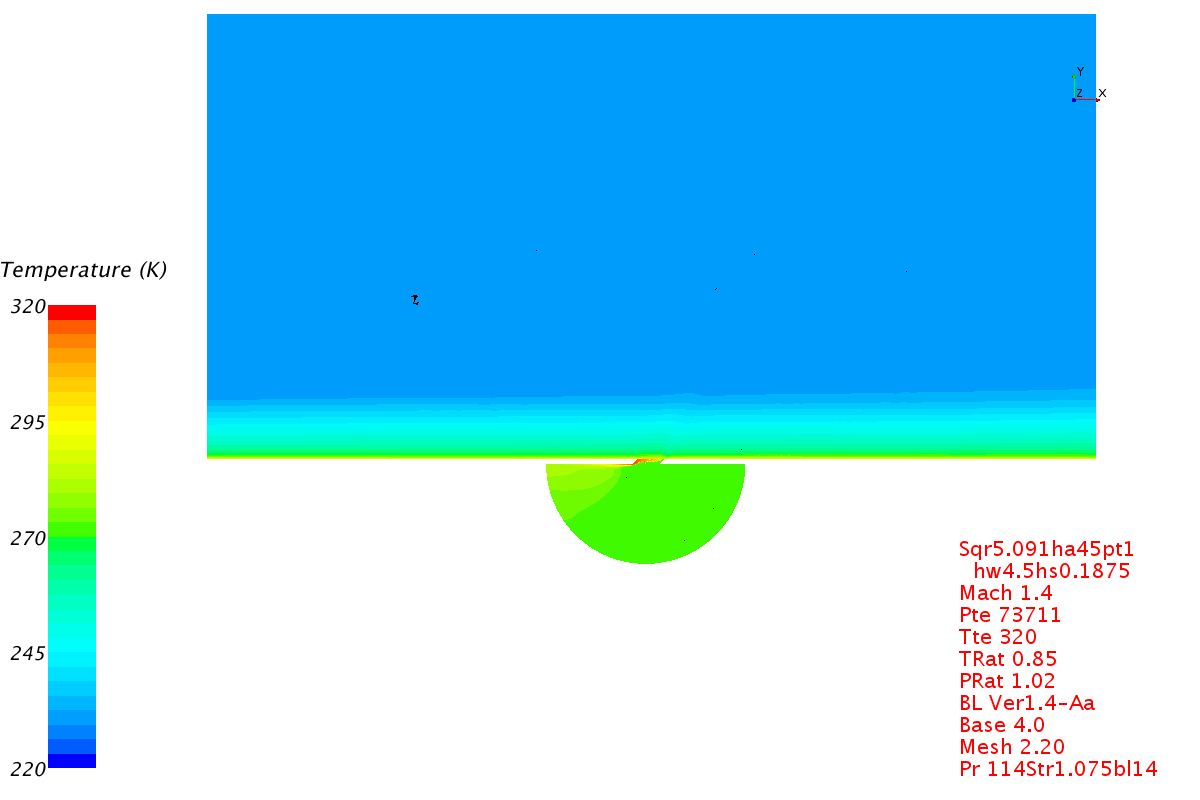 Y
Z X
Temperature (K)
320
295
270
245
220
Sqr5.091ha45pt1
hw4.5hs0.1875
Mach 1.4
Pte 73711
Tte 320
TRat 0.85
PRat 1.02
BL Ver1.4-Aa
Base 4.0
Mesh 2.20
Pr 114Str1.075bl14